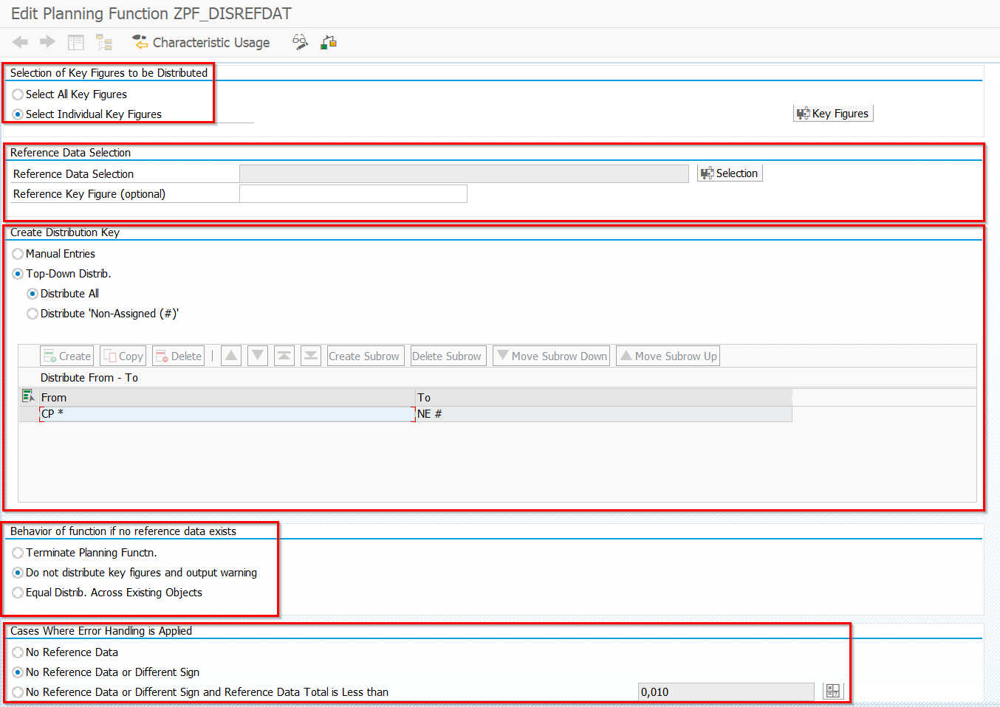 Edit Planning Function ZPF_DISREFDAT
Characteristic Usage
Selection of Key Figures to be Distributed
Select All Key Figures
Select Individual Key Figures
Key Figures
Reference Data Selection
Reference Data Selection
Selection
Reference Key Figure (optional)
Create Distribution Key
Manual Entries
Top-Down Distrib.
Distribute All
Distribute 'Non-Assigned (#)'
Create Copy Delete Create Subrow Delete Subrow Move Subrow Down Move Subrow Up
Distribute From - To
From To
CP * NE #
Behavior of function if no reference data exists
Terminate Planning Functn.
Do not distribute key figures and output warning
Equal Distrib. Across Existing Objects
Cases Where Error Handling is Applied
No Reference Data
No Reference Data or Different Sign
No Reference Data or Different Sign and Reference Data Total is Less than 0,010